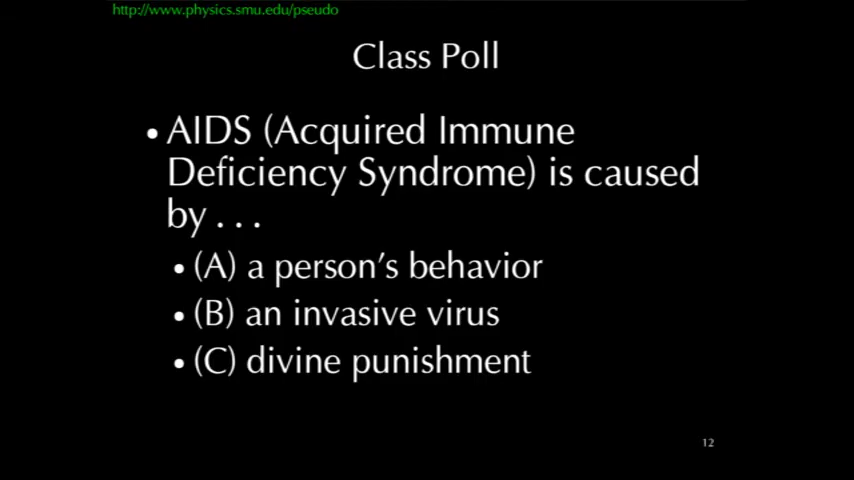 http://www.physics.smu.edu/pseudo
Class Poll
• AIDS (Acquired Immune
Deficiency Syndrome) is caused
by . . .
• (A) a person’s behavior
• (B) an invasive virus
• (C) divine punishment
12